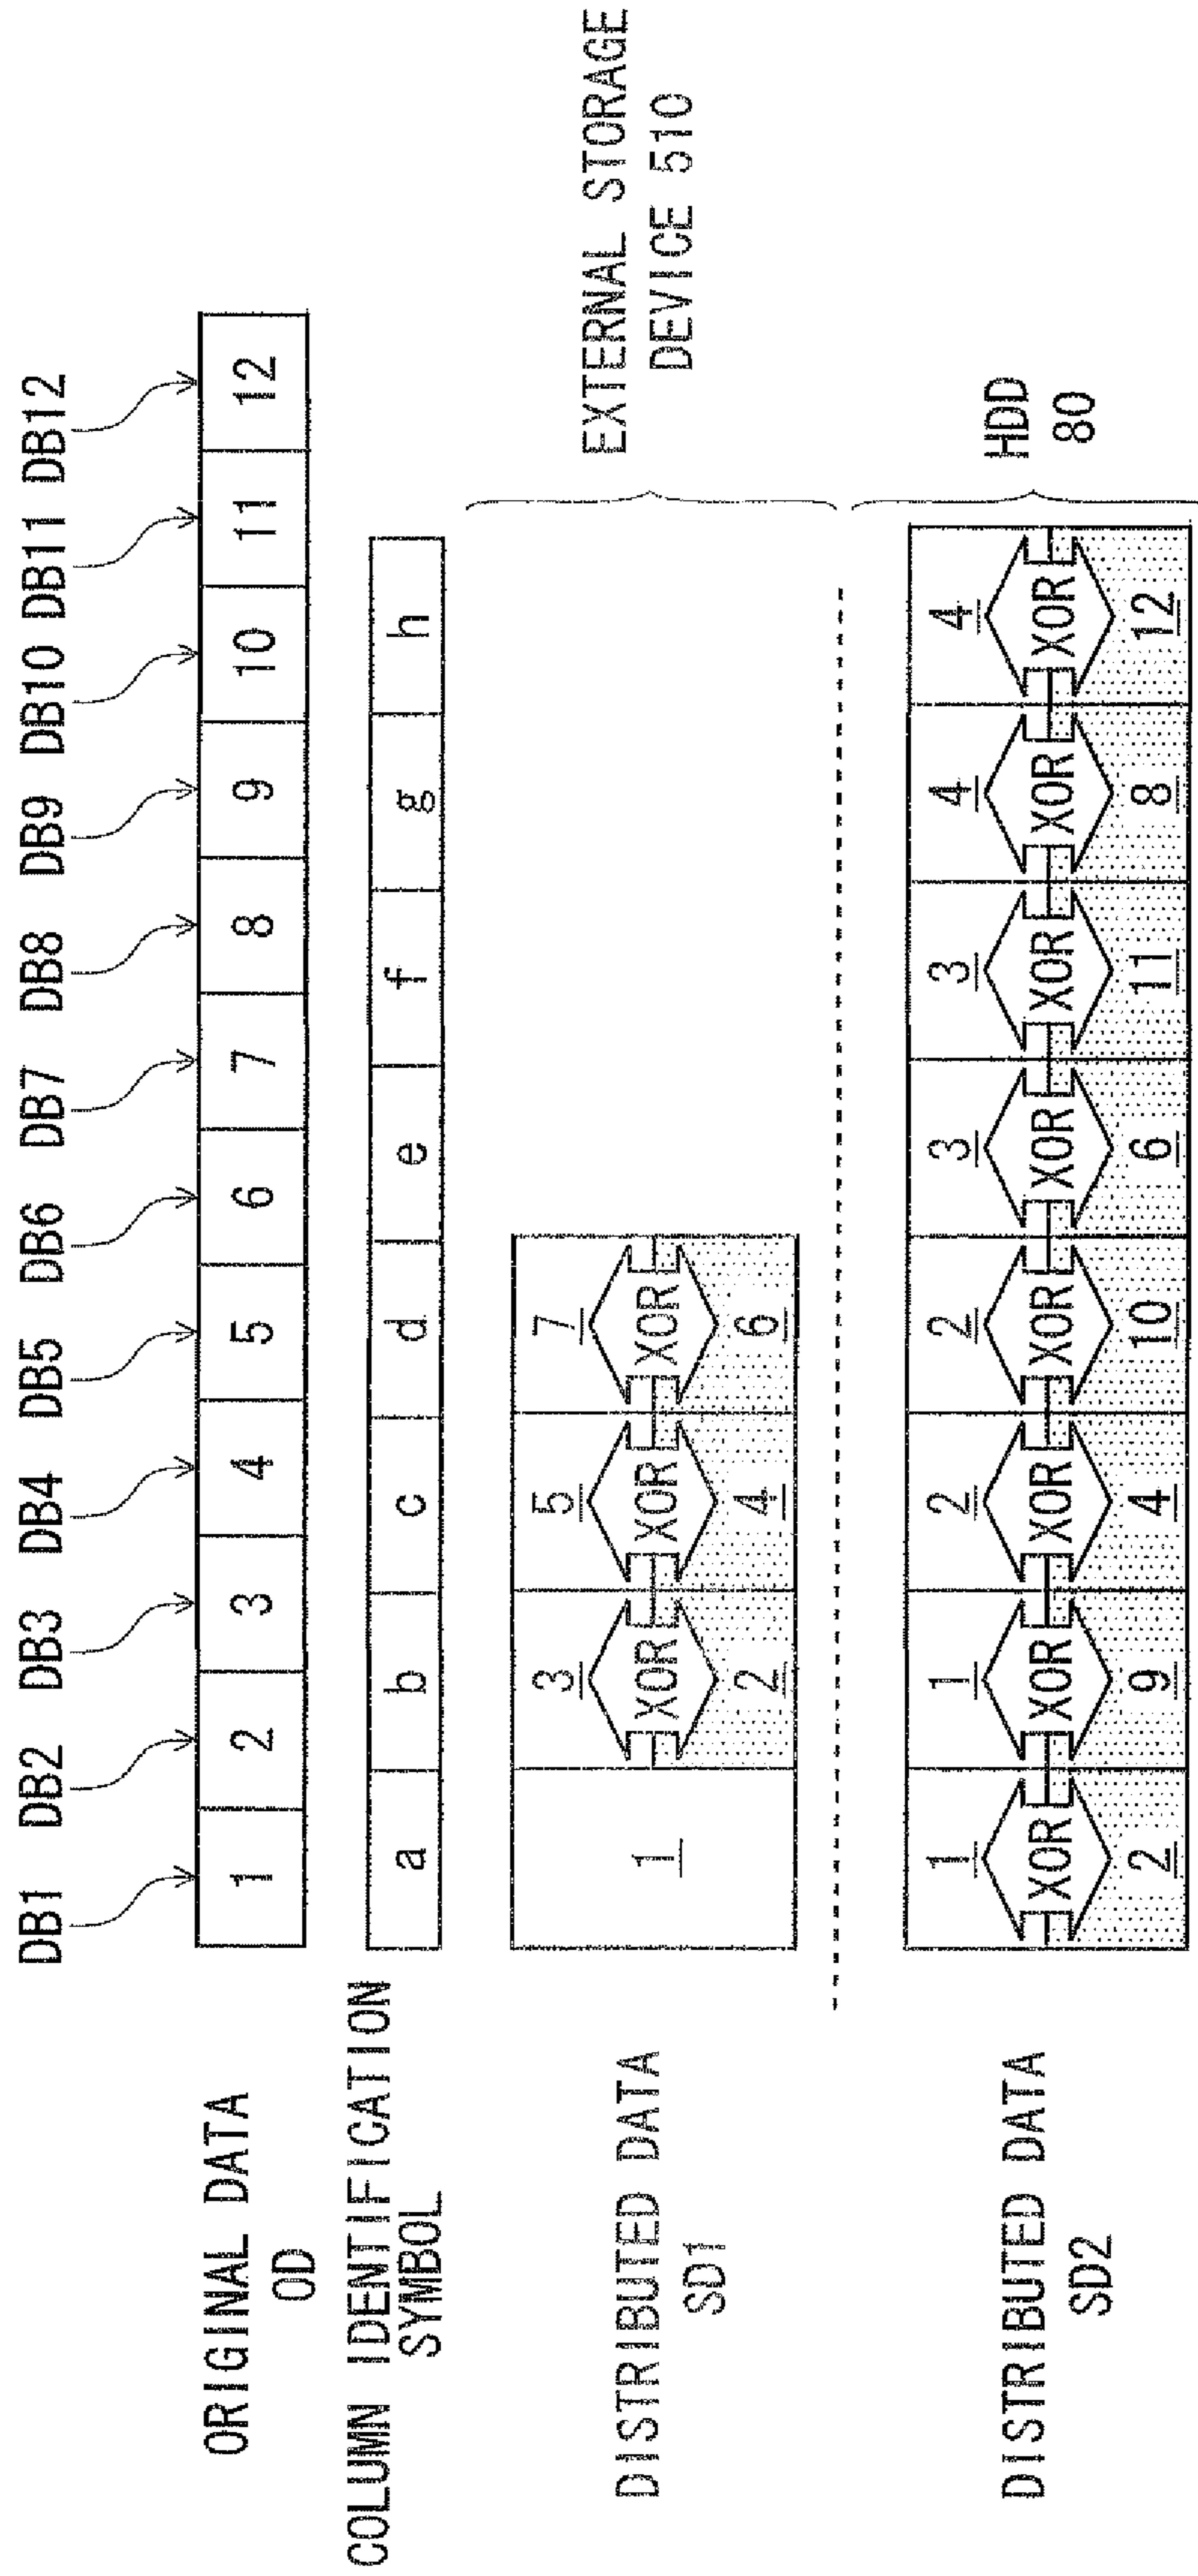 DB1 DB2 DB3 DB4 DB5 DB6 DB7 DB8 DB9 DB10 DB11 DB12
ORIGINAL DATA
OD
1 2 3 4 5 6 7 8 9 10 11 12
COLUMN IDENTIFICATION
SYMBOL
a b c d e f g h
DISTRIBUTED DATA
SD1
1
3 5 7
XOR XOR XOR
2 4 6
EXTERNAL STORAGE
DEVICE 510
DISTRIBUTED DATA
SD2
1 1 2 2 3 3 4 4
XOR XOR XOR XOR XOR XOR XOR XOR
2 9 4 10 6 11 8 12
HDD
80